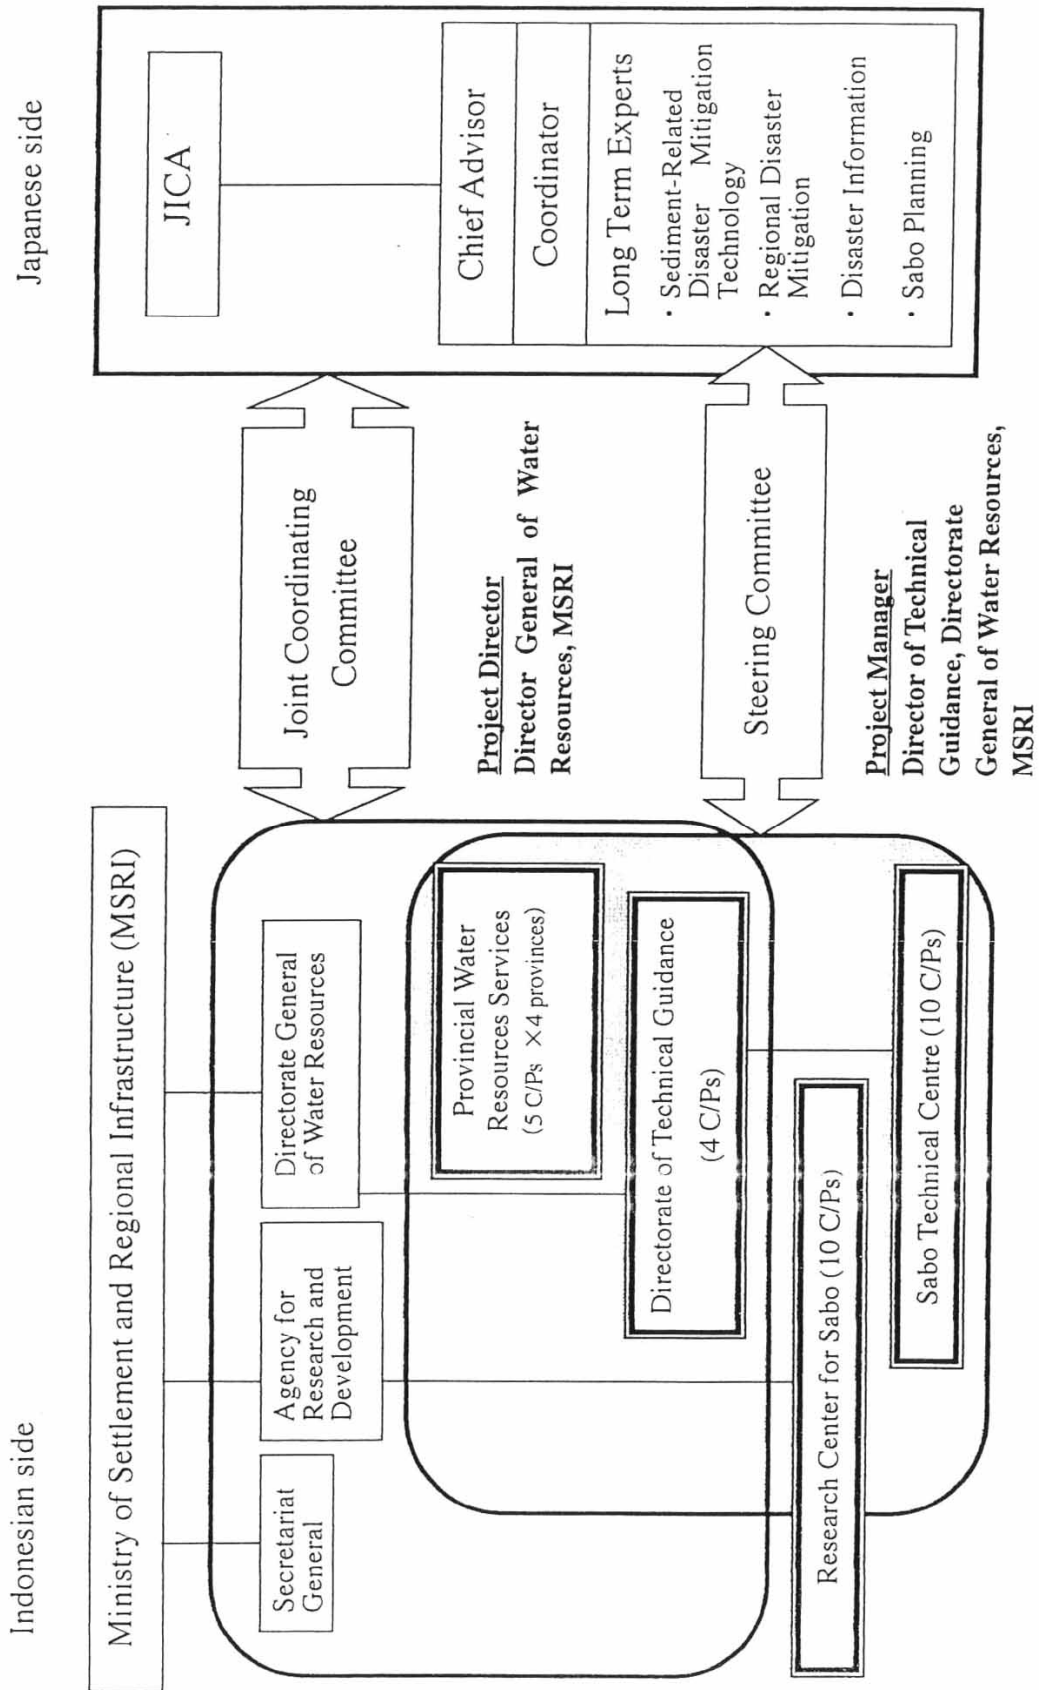 Indonesian side
Ministry of Settlement and Regional Infrastructure (MSRI)
Secretariat
General
Agency for
Research and
Development
Directorate General
of Water Resources
Provincial Water
Resources Services
(5 C/Ps ×4 provinces)
Directorate of Technical Guidance
(4 C/Ps)
Research Center for Sabo (10 C/Ps)
Sabo Technical Centre (10 C/Ps)
Joint Coordinating
Committee
Project Director
Director General of Water
Resources, MSRI
Steering Committee
Project Manager
Director of Technical
Guidance, Directorate
General of Water Resources,
MSRI
Japanese side
JICA
Chief Advisor
Coordinator
Long Term Experts
・Sediment-Related
Disaster Mitigation
Technology
・Regional Disaster
Mitigation
・Disaster Information
・Sabo Planning